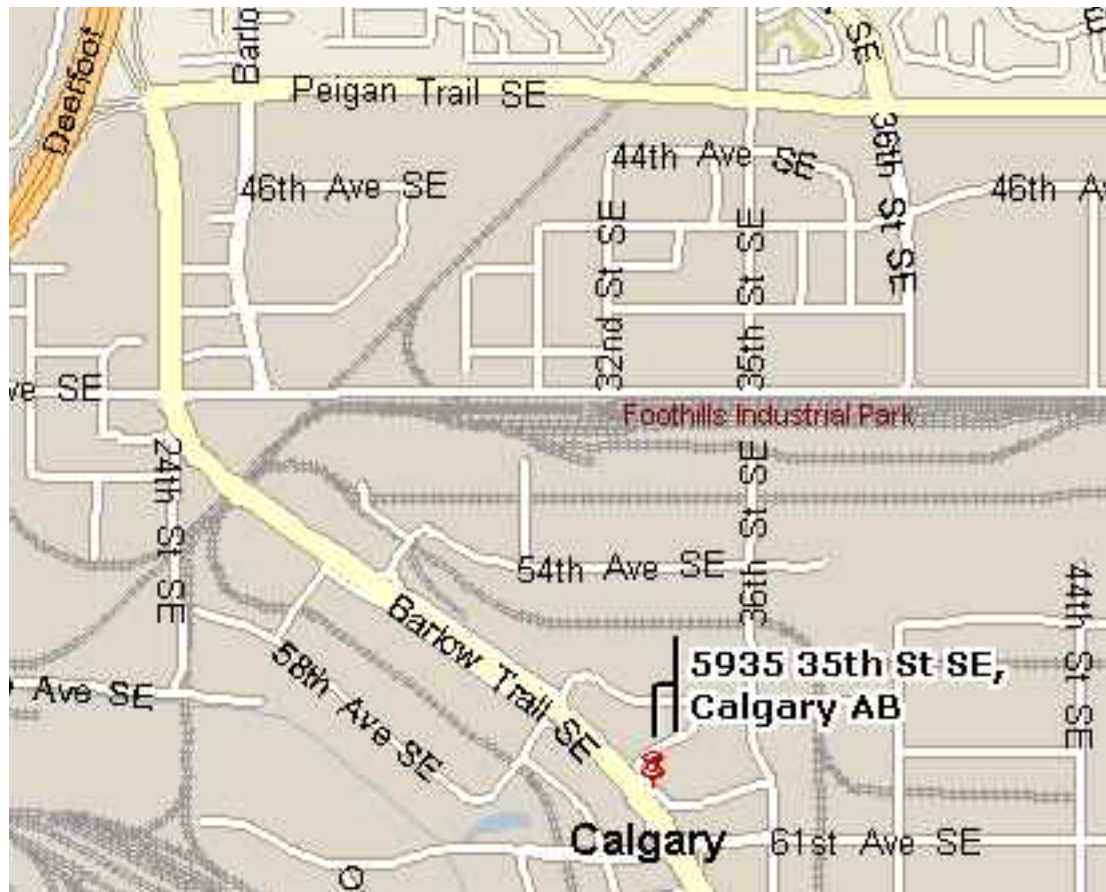 Barlo
SE
Deerfoot
Peigan Trail SE
36th St SE
44th Ave SE
46th Ave SE
46th A
32nd St SE
35th St SE
ve SE
Foothills Industrial Park
24th St SE
36th St SE
54th Ave SE
44th St SE
Barlow Trail SE
58th Ave SE
5935 35th St SE,
Calgary AB
Ave SE
Calgary
61st Ave SE